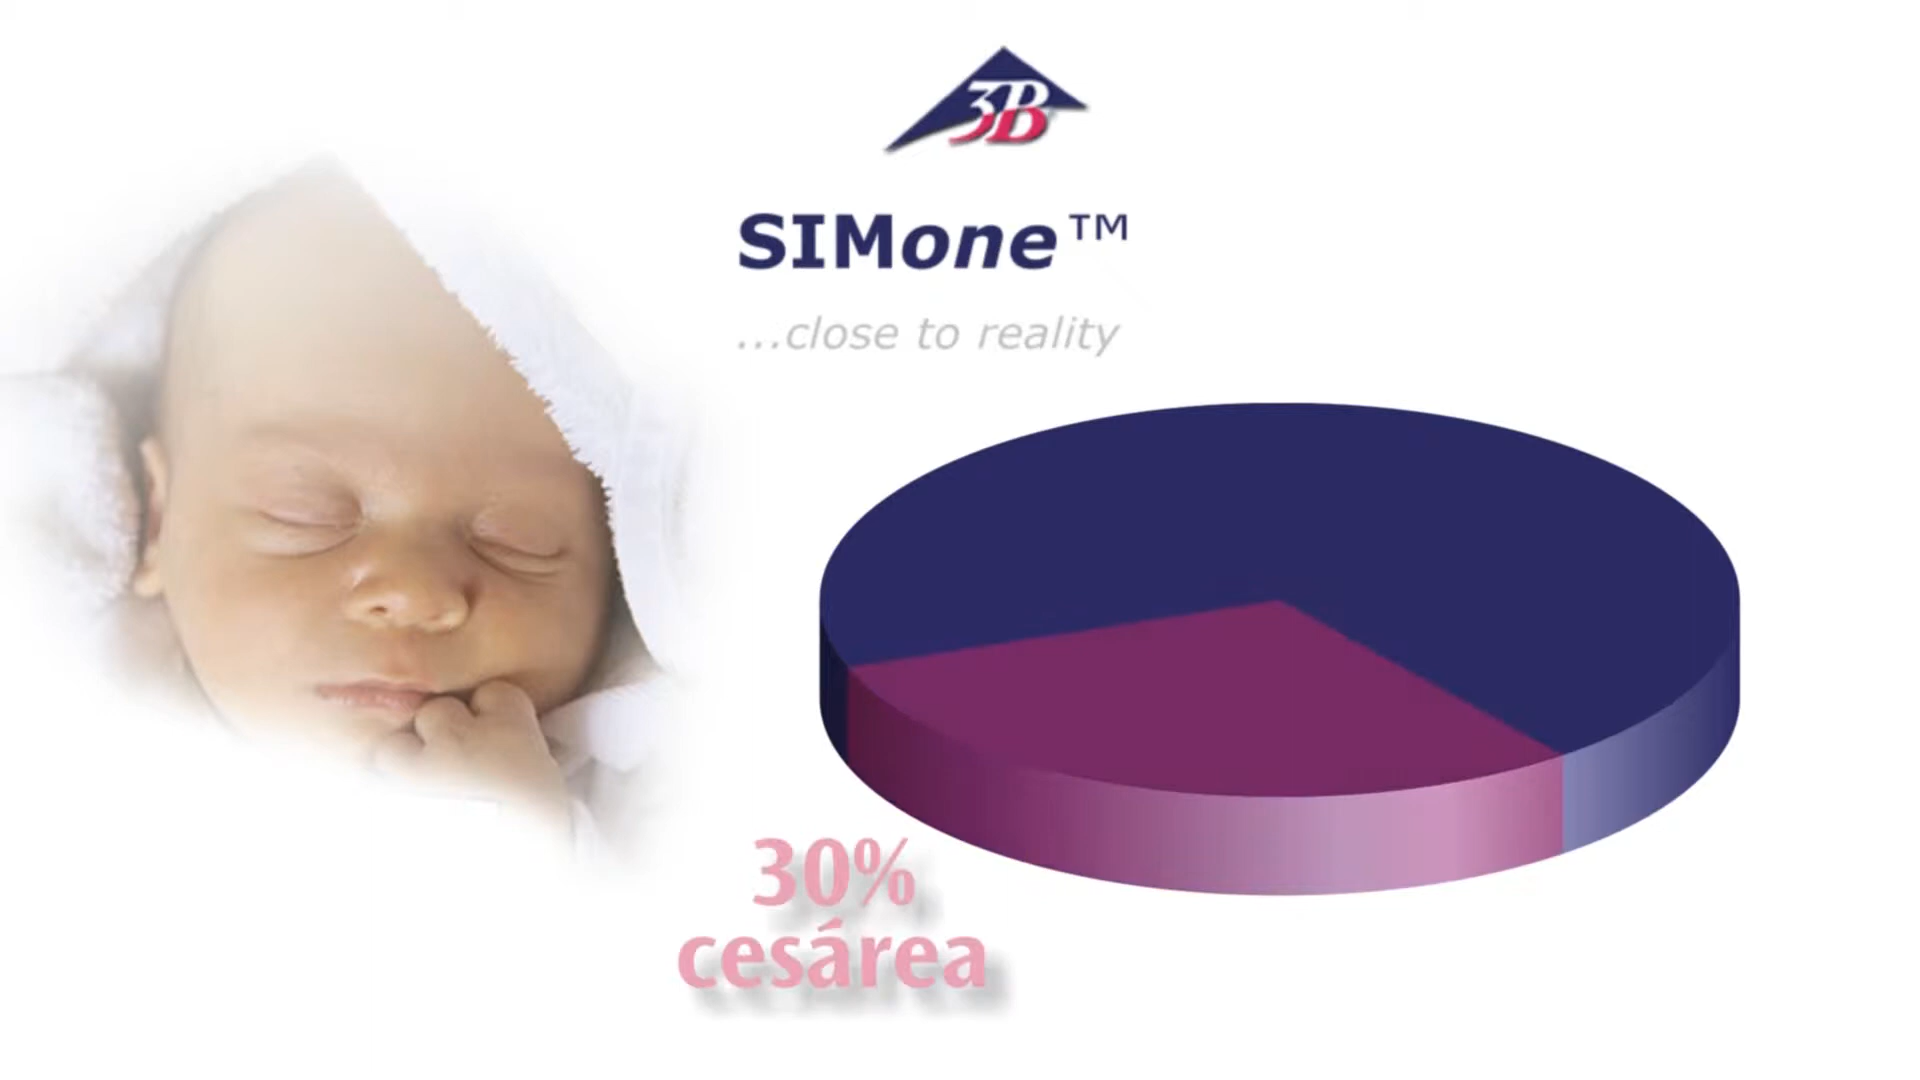 3B
SIMone™
...close to reality
30%
cesárea